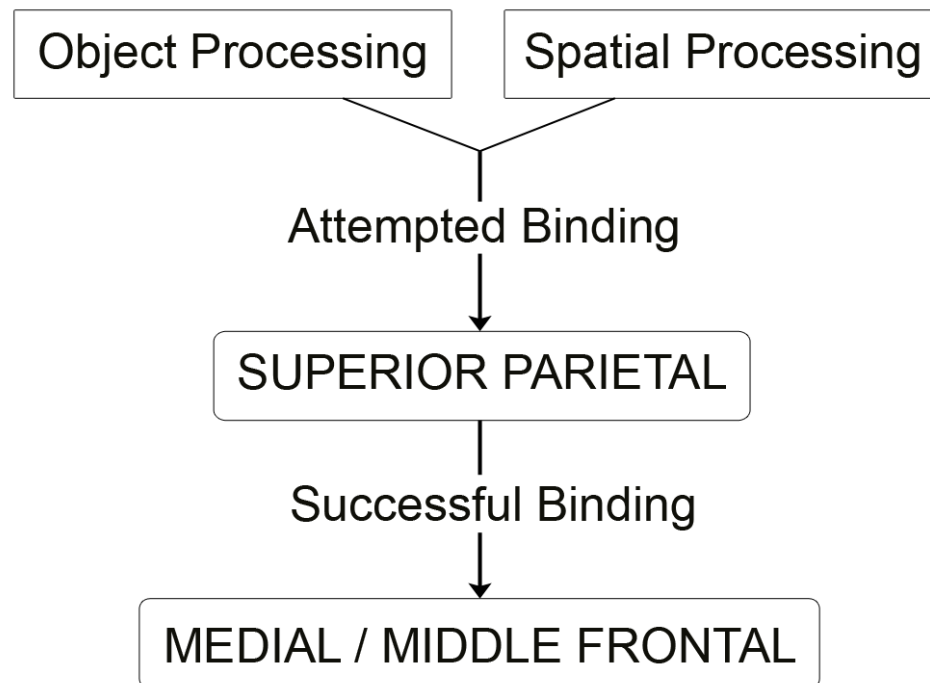 Object Processing
Spatial Processing
Attempted Binding
SUPERIOR PARIETAL
Successful Binding
MEDIAL / MIDDLE FRONTAL